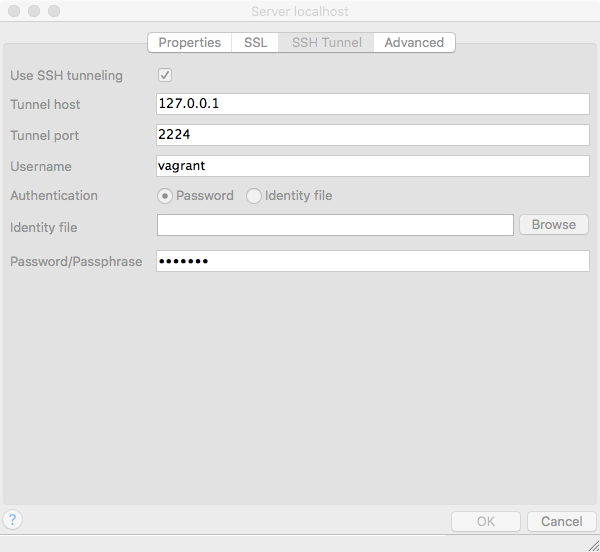 Server localhost
Properties SSL SSH Tunnel Advanced
Use SSH tunneling
Tunnel host 127.0.0.1
Tunnel port 2224
Username vagrant
Authentication Password Identity file
Identity file Browse
Password/Passphrase •••••••
? OK Cancel